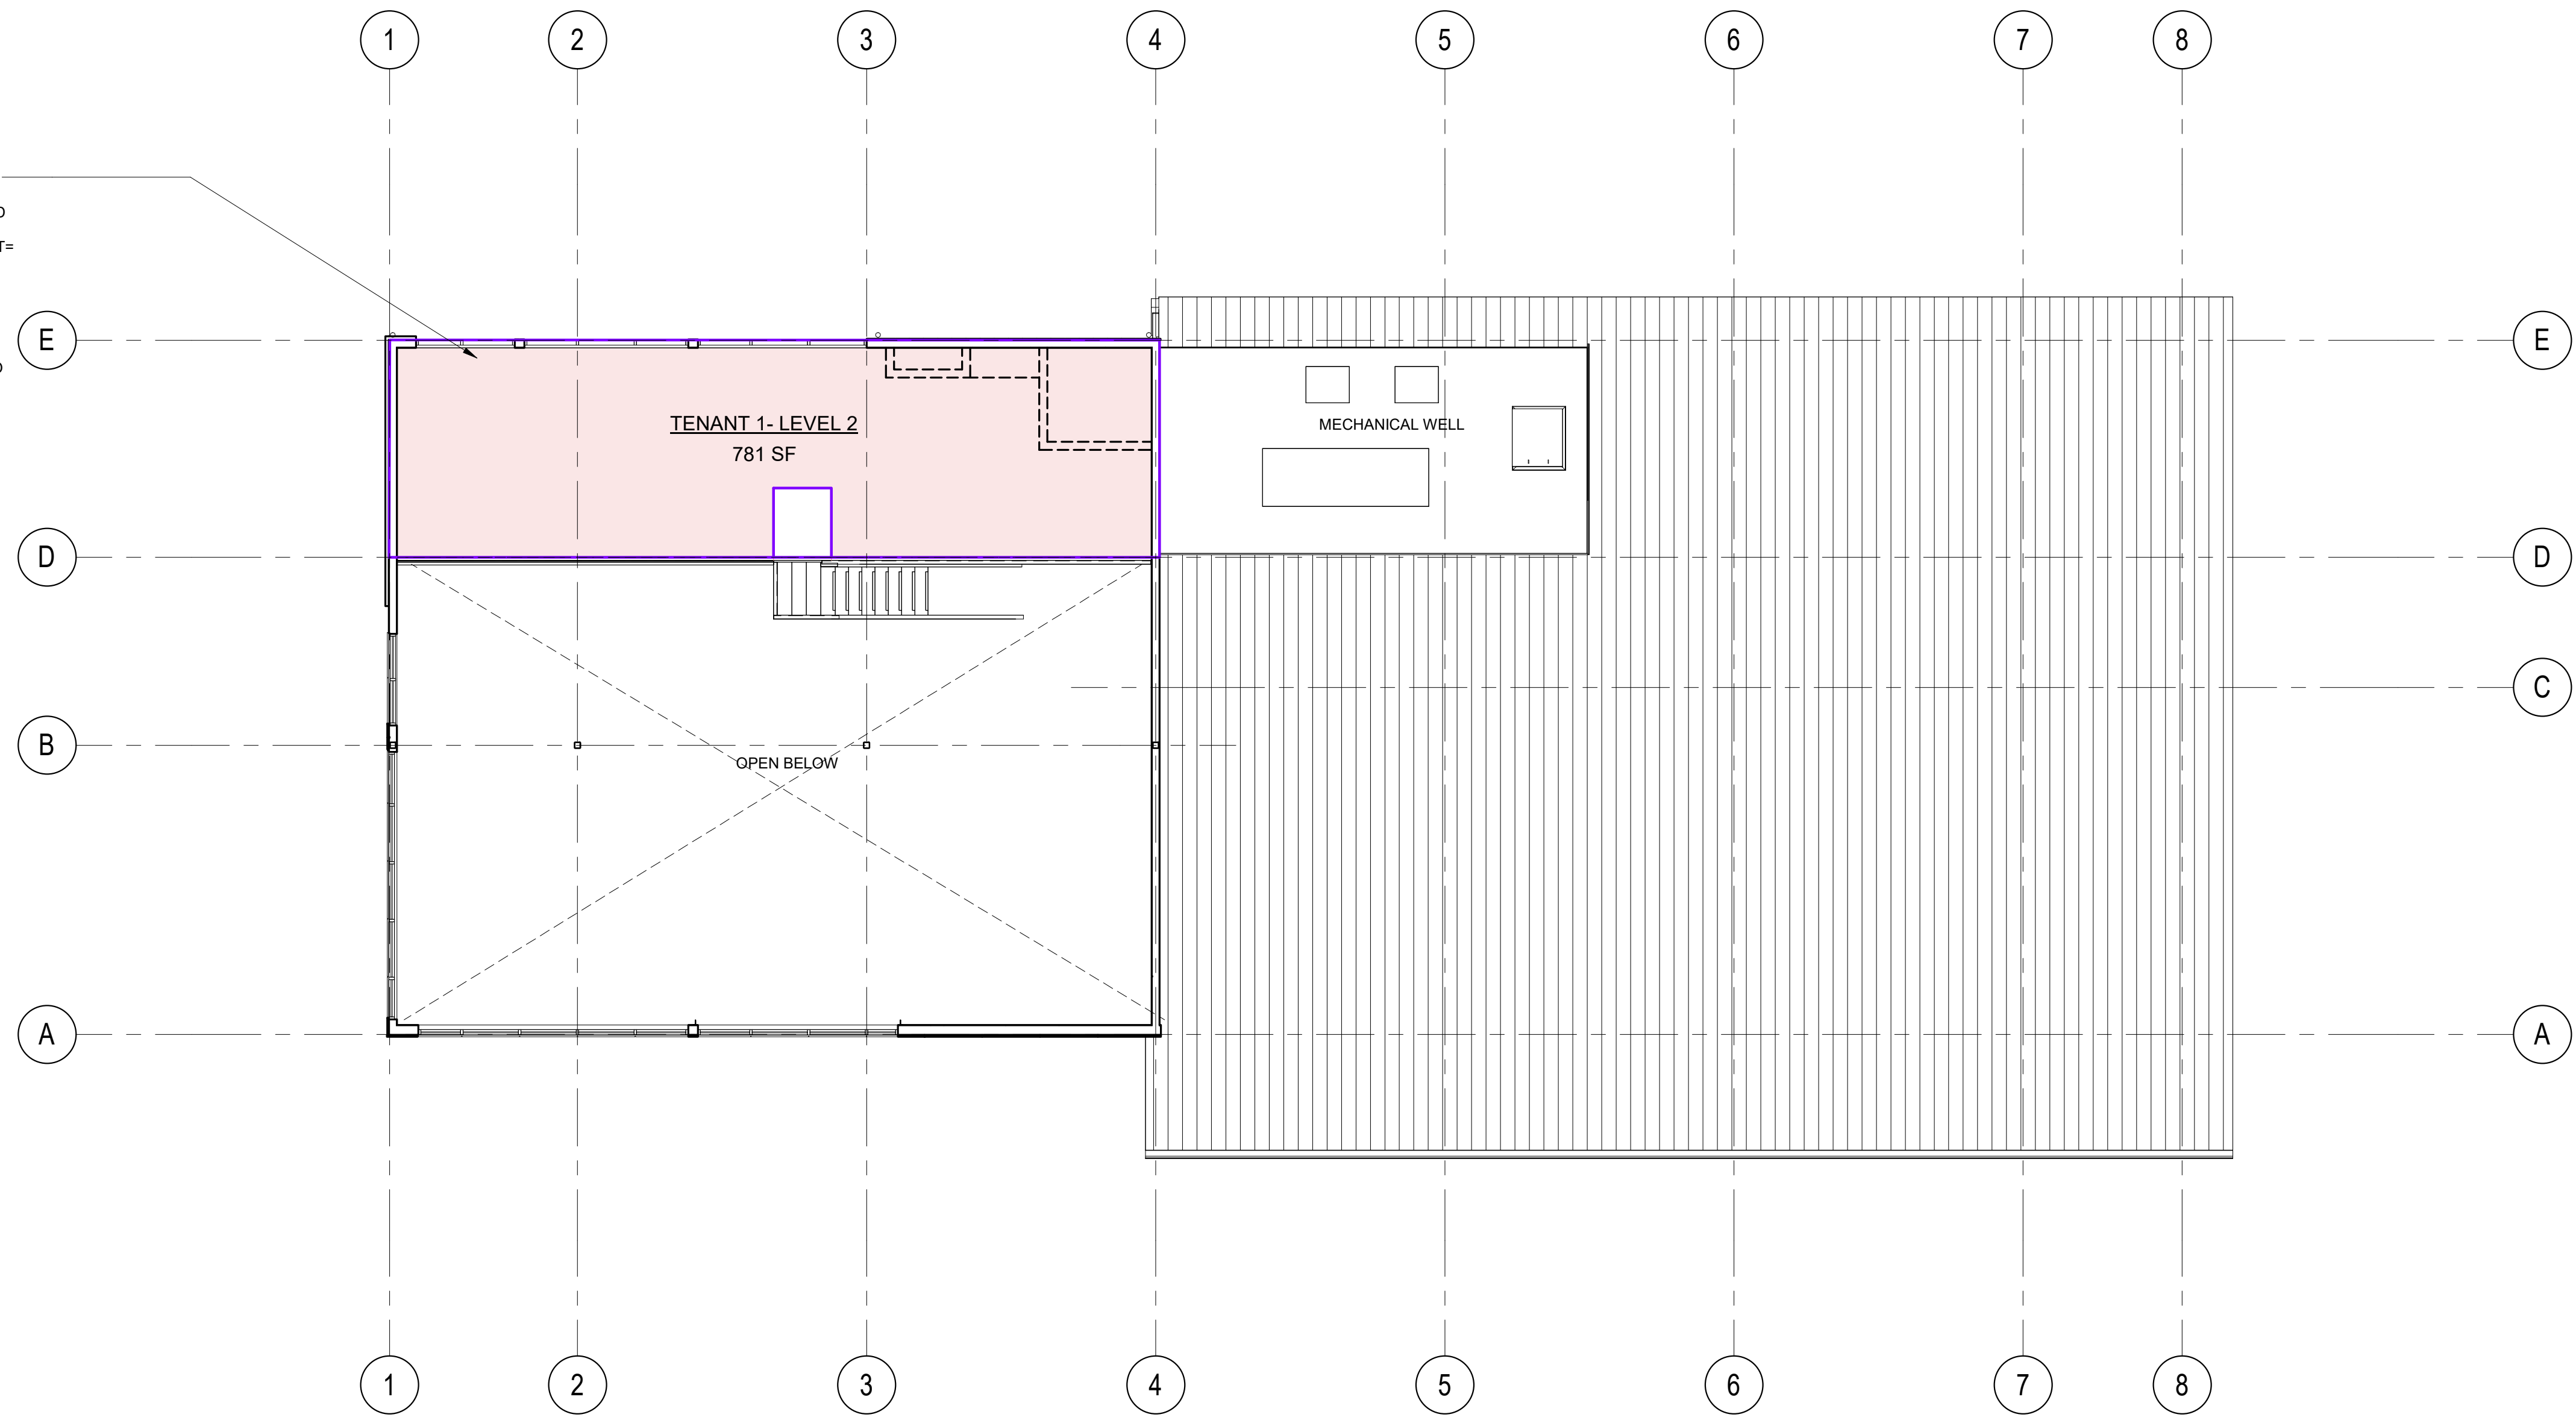 1 2 3 4 5 6 7 8
T=
E E
TENANT 1- LEVEL 2
781 SF
MECHANICAL WELL
D D
C
B
OPEN BELOW
A A
1 2 3 4 5 6 7 8